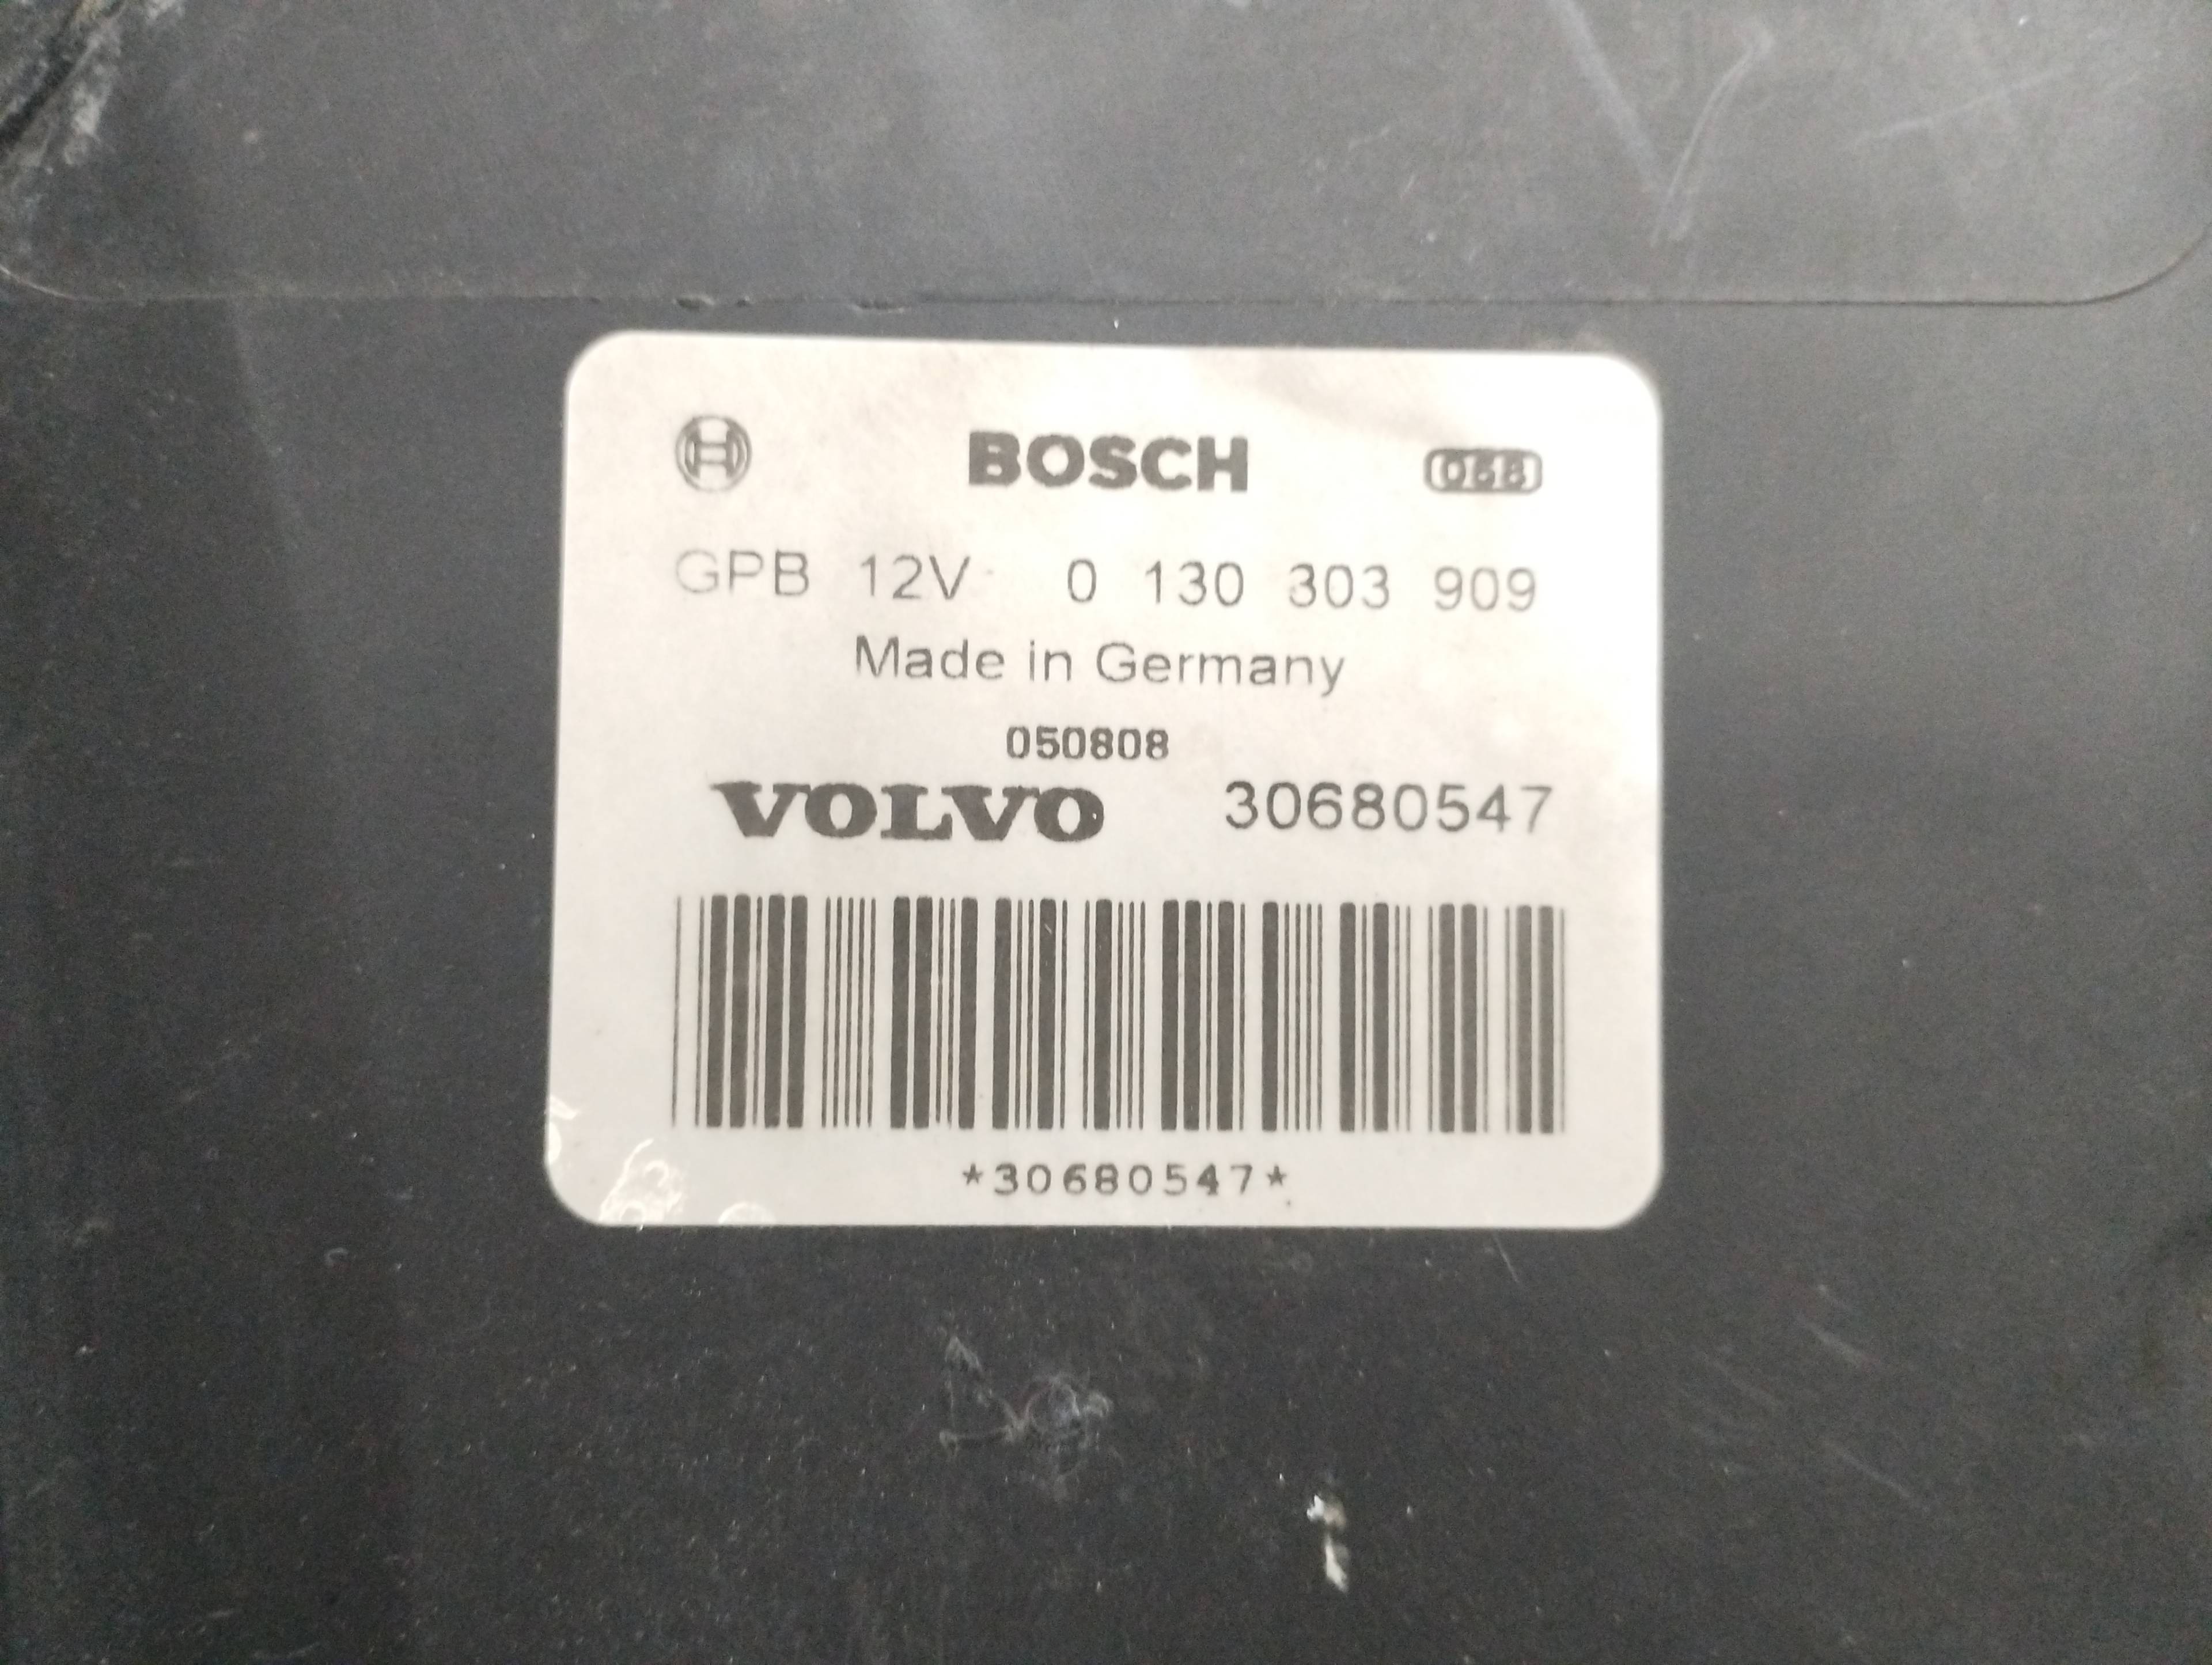 BOSCH
GPB 12V 0 130 303 909
Made in Germany
050808
VOLVO 30680547
*30680547*